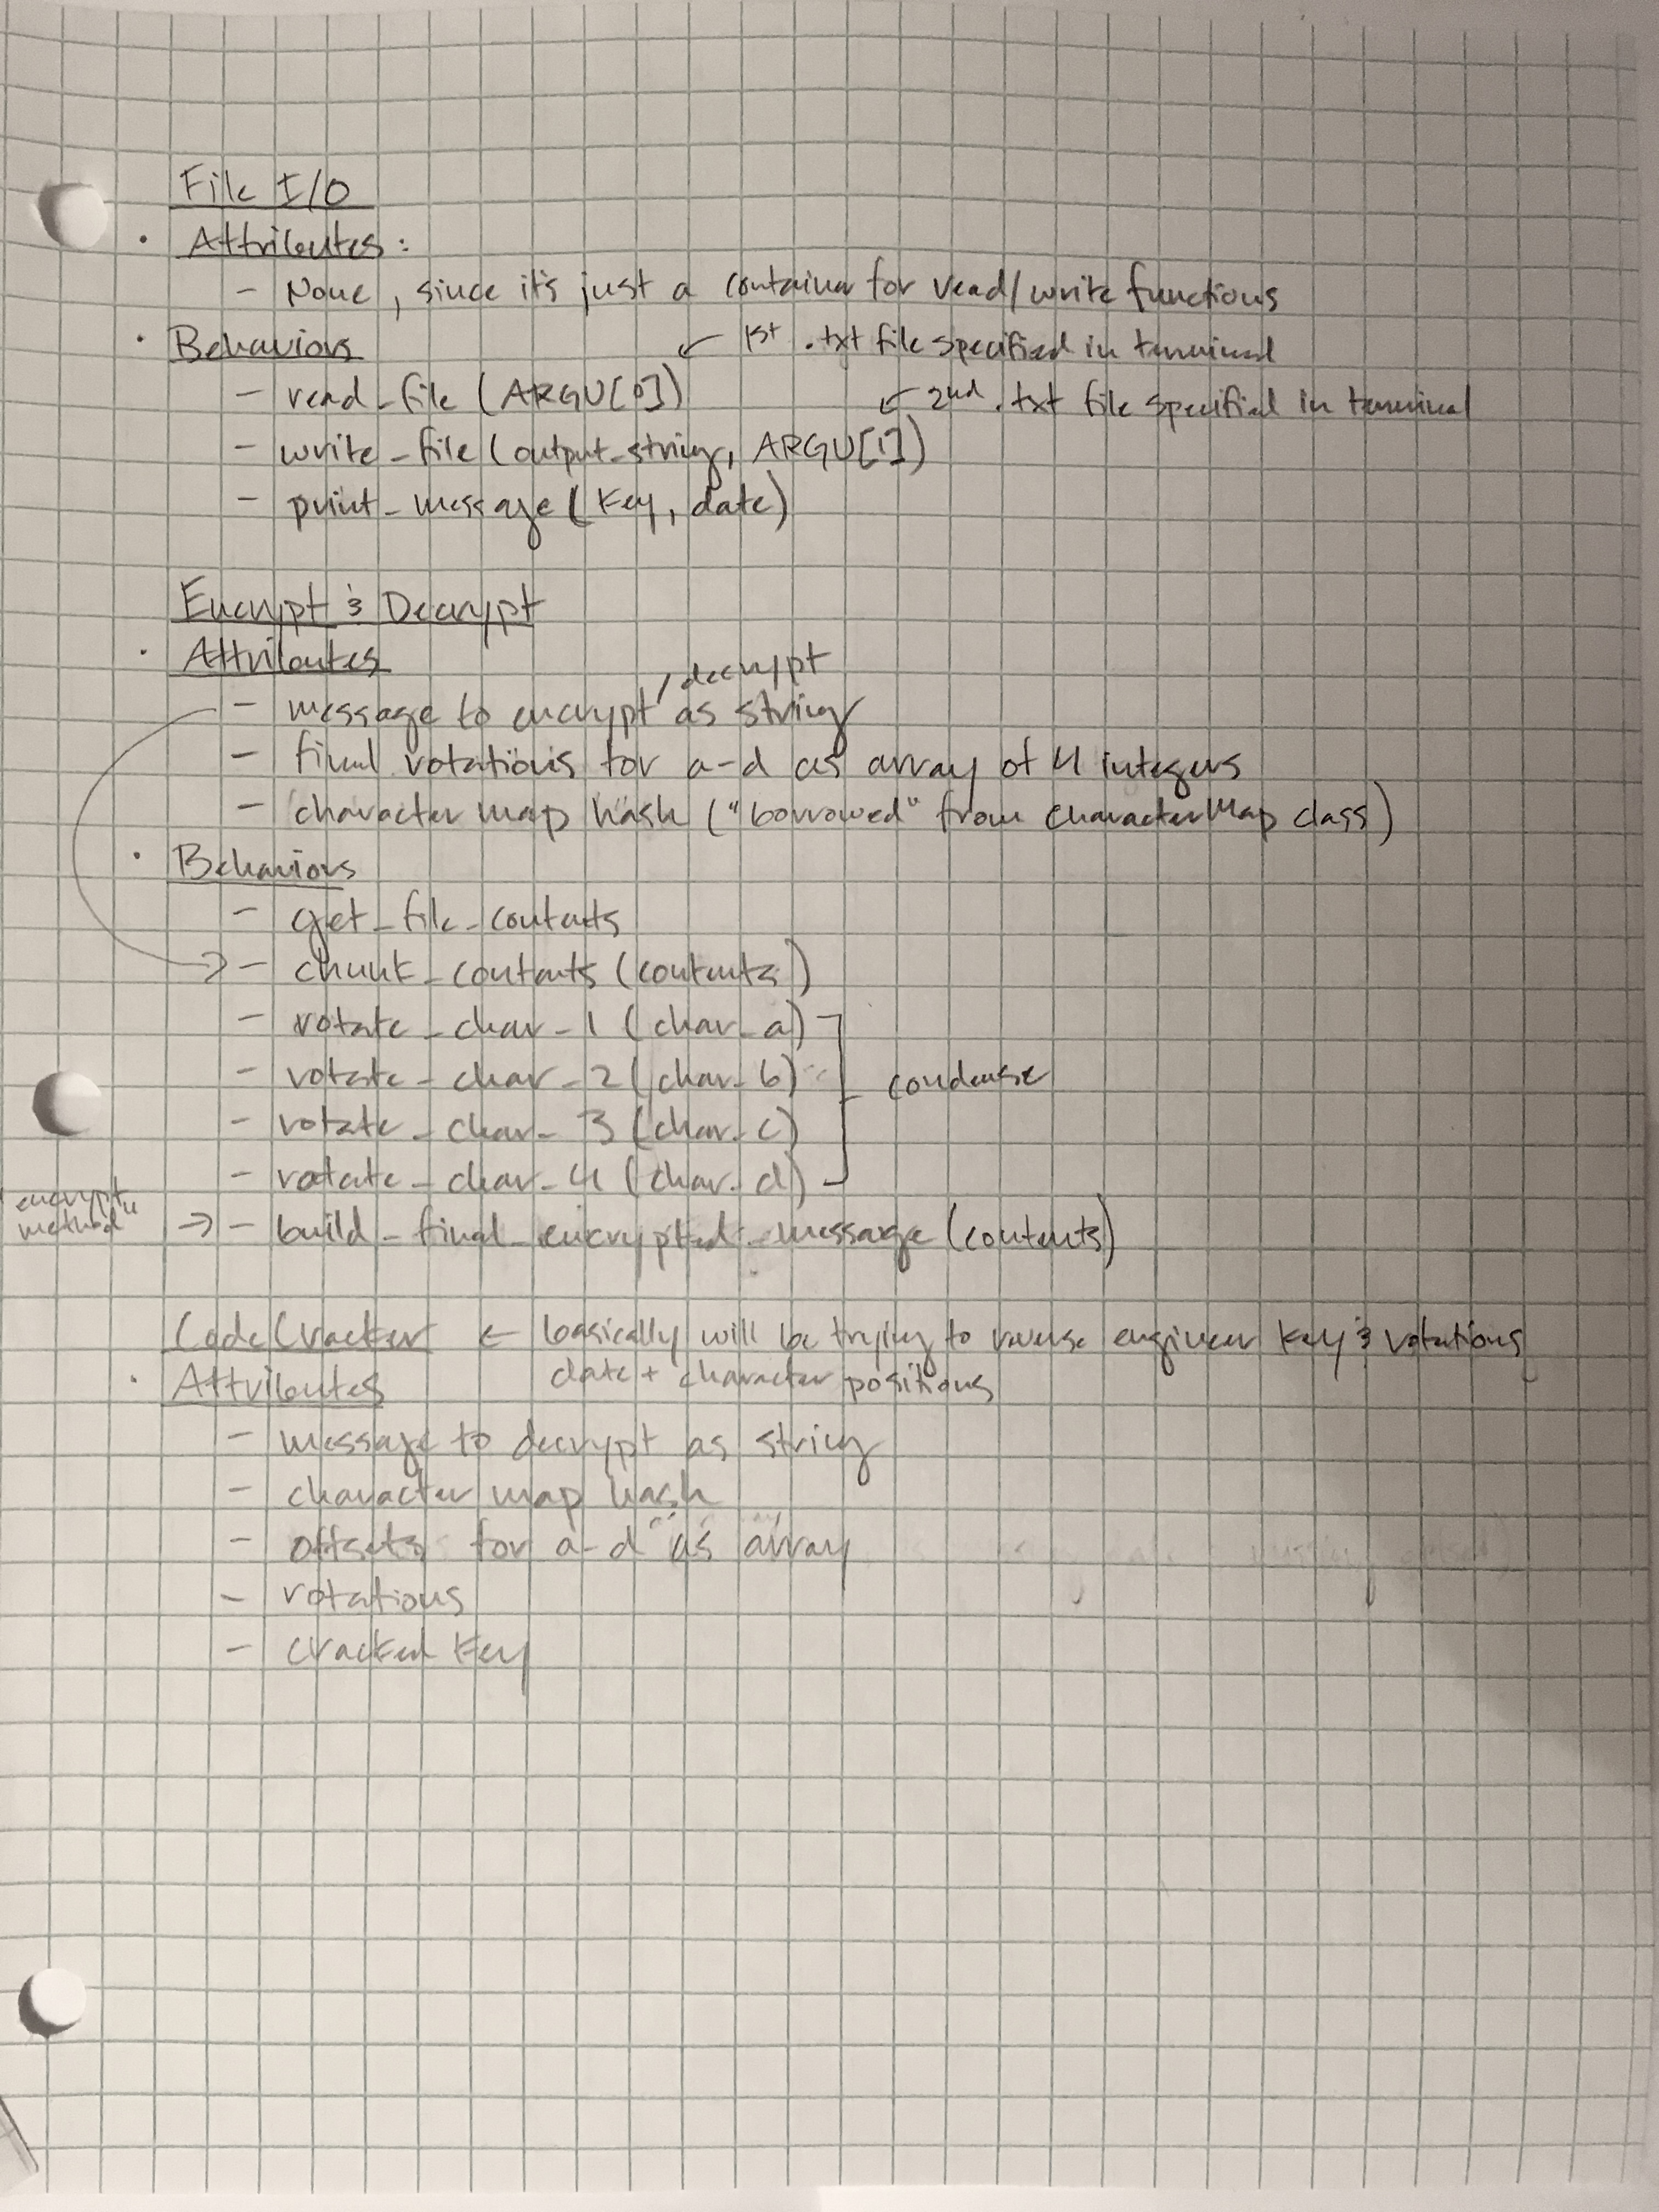 File I/O
· Attributes:
- None, since it's just a container for read/write functions
· Behaviors ← 1st .txt file specified in terminal
- read_file (ARGV[0]) ← 2nd .txt file specified in terminal
- write_file (output_string, ARGV[1])
- print_message (key, date)
Encrypt & Decrypt
· Attributes
/decrypt
- message to encrypt as string
- final rotations for a-d as array of 4 integers
- character map hash ("borrowed" from CharacterMap class)
· Behaviors
- get_file_contents
→ - chunk_contents (contents)
- rotate_char_1 (char_a)
- rotate_char_2 (char_b) condense
- rotate_char_3 (char_c)
- rotate_char_4 (char_d)
encrypt
method → - build_final_encrypted_message (contents)
CodeCracker ← basically will be trying to reverse engineer key & rotations
· Attributes date + character positions
- message to decrypt as string
- character map hash
- offsets for a-d as array
- rotations
- cracked key